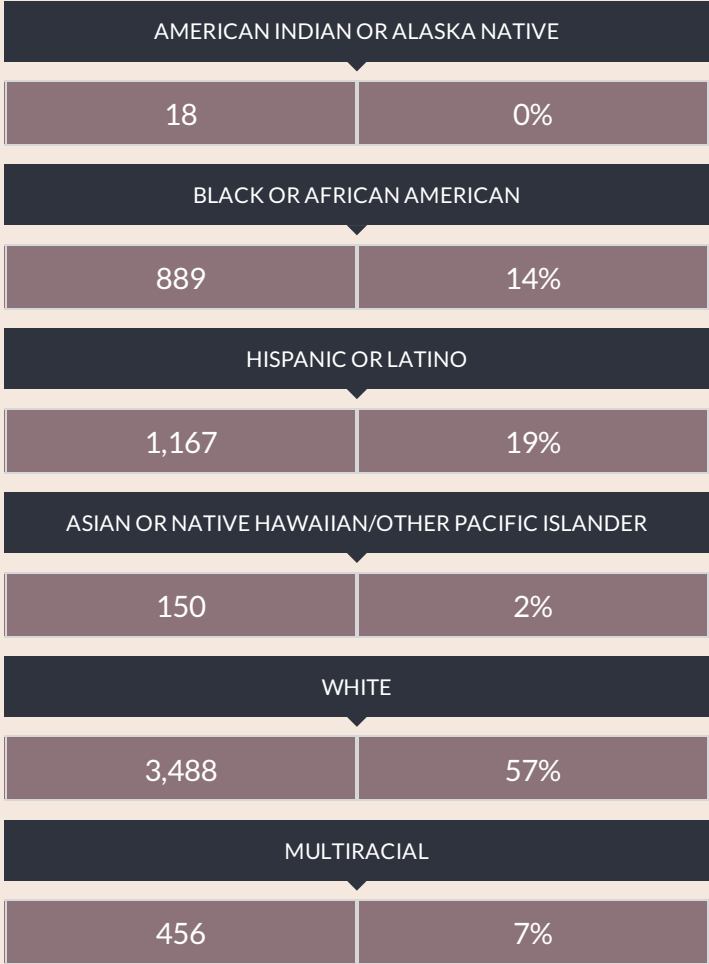 AMERICAN INDIAN OR ALASKA NATIVE
18 0%
BLACK OR AFRICAN AMERICAN
889 14%
HISPANIC OR LATINO
1,167 19%
ASIAN OR NATIVE HAWAIIAN/OTHER PACIFIC ISLANDER
150 2%
WHITE
3,488 57%
MULTIRACIAL
456 7%